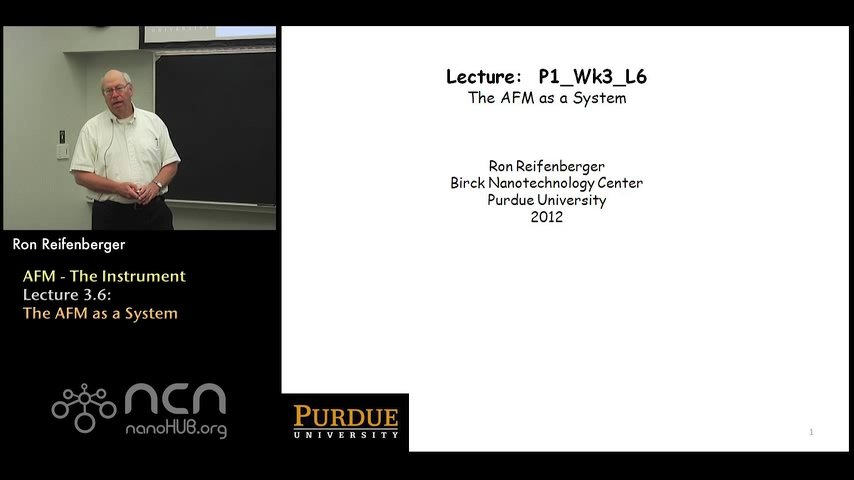 Lecture: P1_Wk3_L6
The AFM as a System
Ron Reifenberger
Birck Nanotechnology Center
Purdue University
2012
Ron Reifenberger
AFM - The Instrument
Lecture 3.6:
The AFM as a System
ncn
nanoHUB.org
PURDUE
UNIVERSITY
1